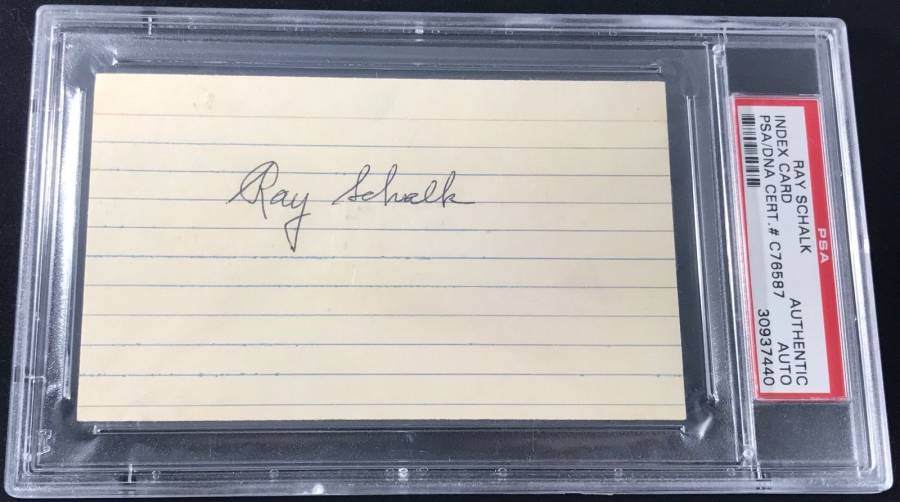 Ray Schalk
PSA
RAY SCHALK AUTHENTIC
INDEX CARD AUTO
PSA/DNA CERT.# C76587 30937440